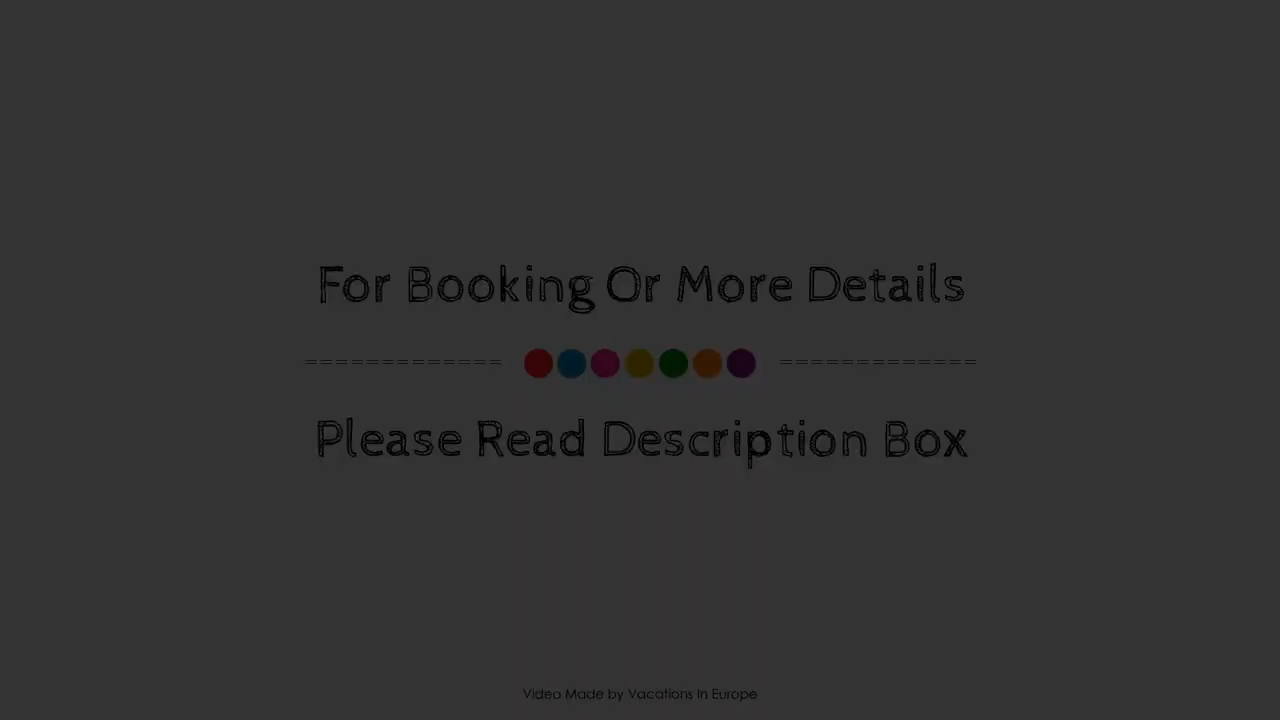 For Booking Or More Details
Please Read Description Box
Video Made by Vacations In Europe